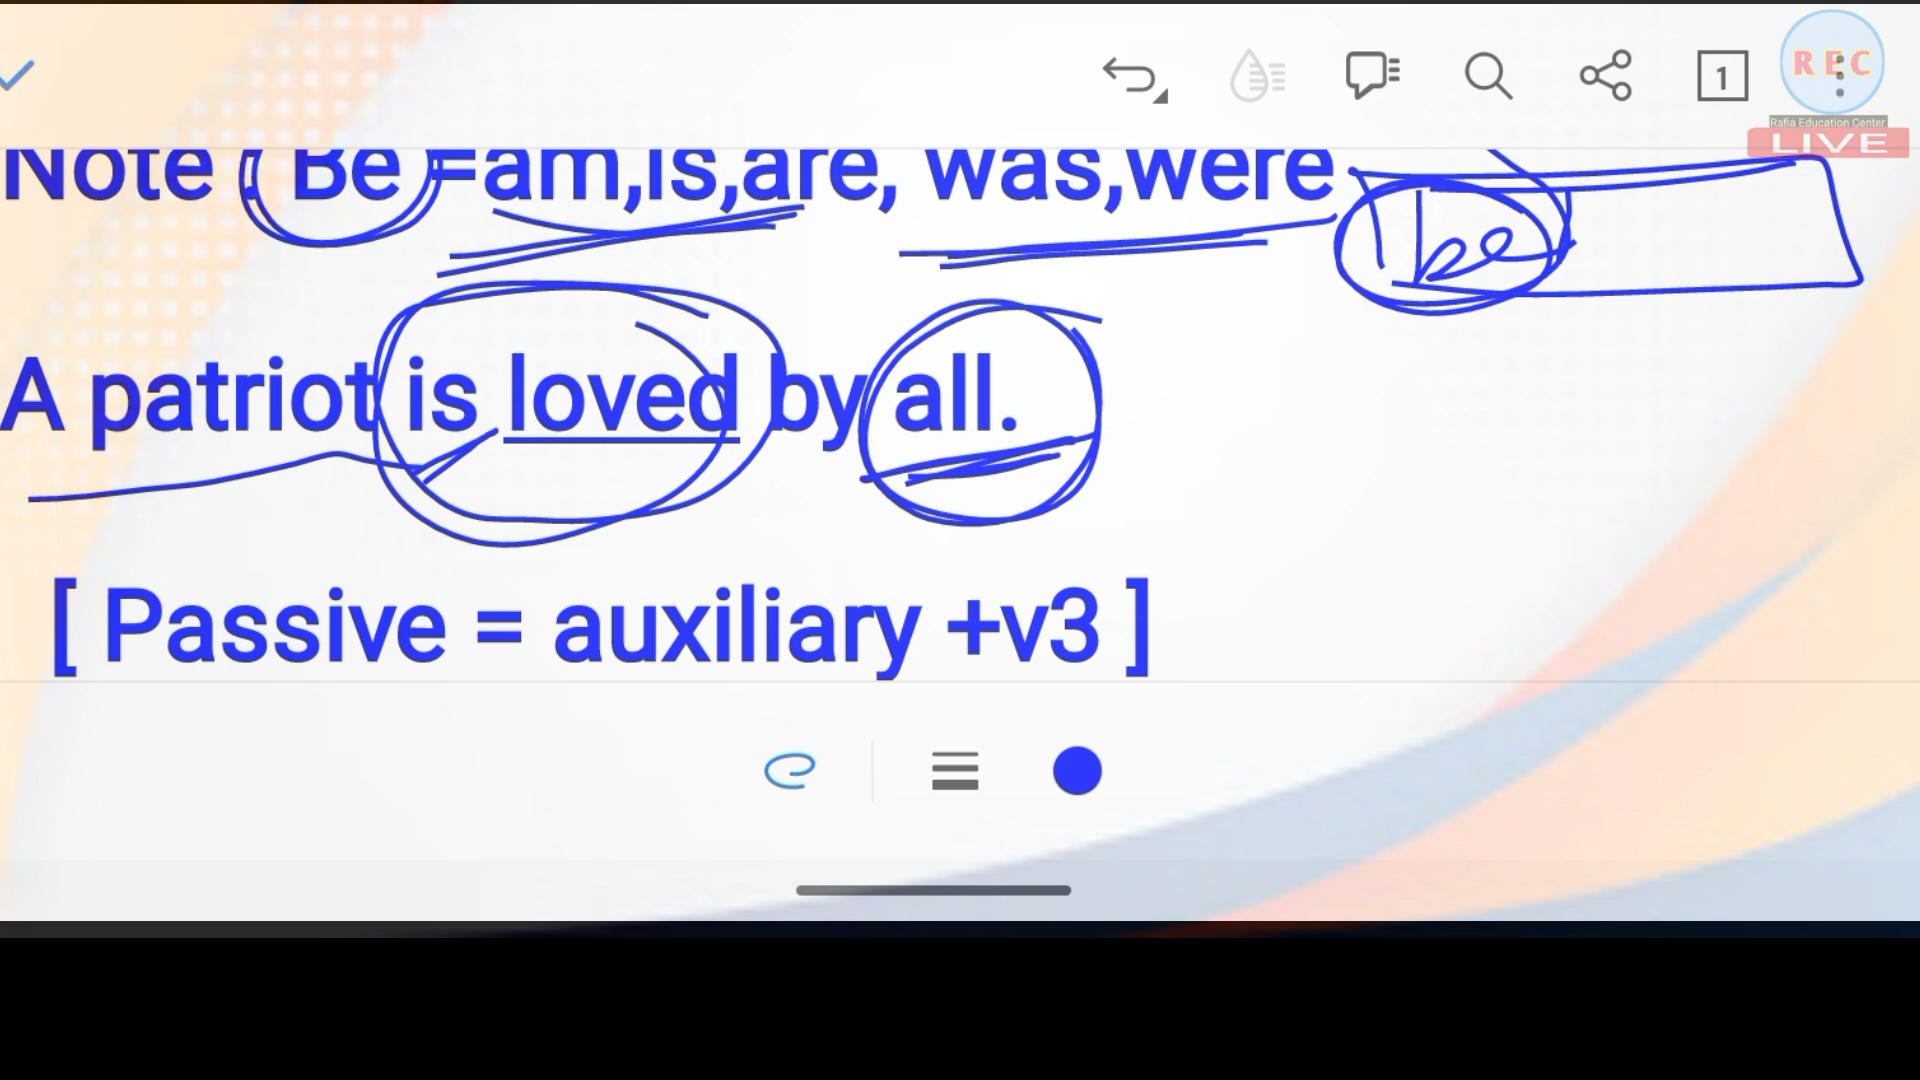 1
REC
Rafia Education Center
LIVE
Note ( Be =am,is,are, was,were
be
A patriot is loved by all.
[ Passive = auxiliary +v3 ]